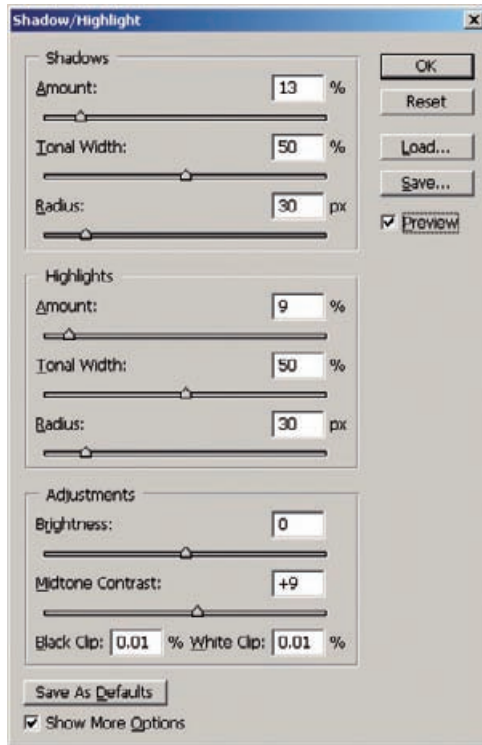 Shadow/Highlight
Shadows
Amount: 13 %
Tonal Width: 50 %
Radius: 30 px
Highlights
Amount: 9 %
Tonal Width: 50 %
Radius: 30 px
Adjustments
Brightness: 0
Midtone Contrast: +9
Black Clip: 0.01 % White Clip: 0.01 %
Save As Defaults
Show More Options
OK
Reset
Load...
Save...
Preview